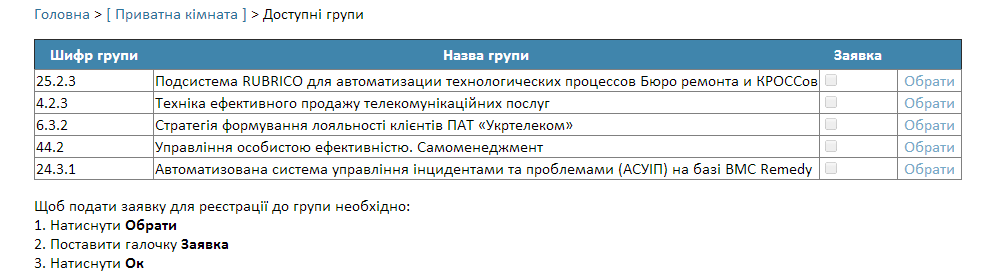 Головна > [ Приватна кімната ] > Доступні групи
Шифр групи Назва групи Заявка
25.2.3 Подсистема RUBRICO для автоматизации технологических процессов Бюро ремонта и КРОССов Обрати
4.2.3 Техніка ефективного продажу телекомунікаційних послуг Обрати
6.3.2 Стратегія формування лояльності клієнтів ПАТ «Укртелеком» Обрати
44.2 Управління особистою ефективністю. Самоменеджмент Обрати
24.3.1 Автоматизована система управління інцидентами та проблемами (АСУІП) на базі BMC Remedy Обрати
Щоб подати заявку для реєстрації до групи необхідно:
1. Натиснути Обрати
2. Поставити галочку Заявка
3. Натиснути Ок